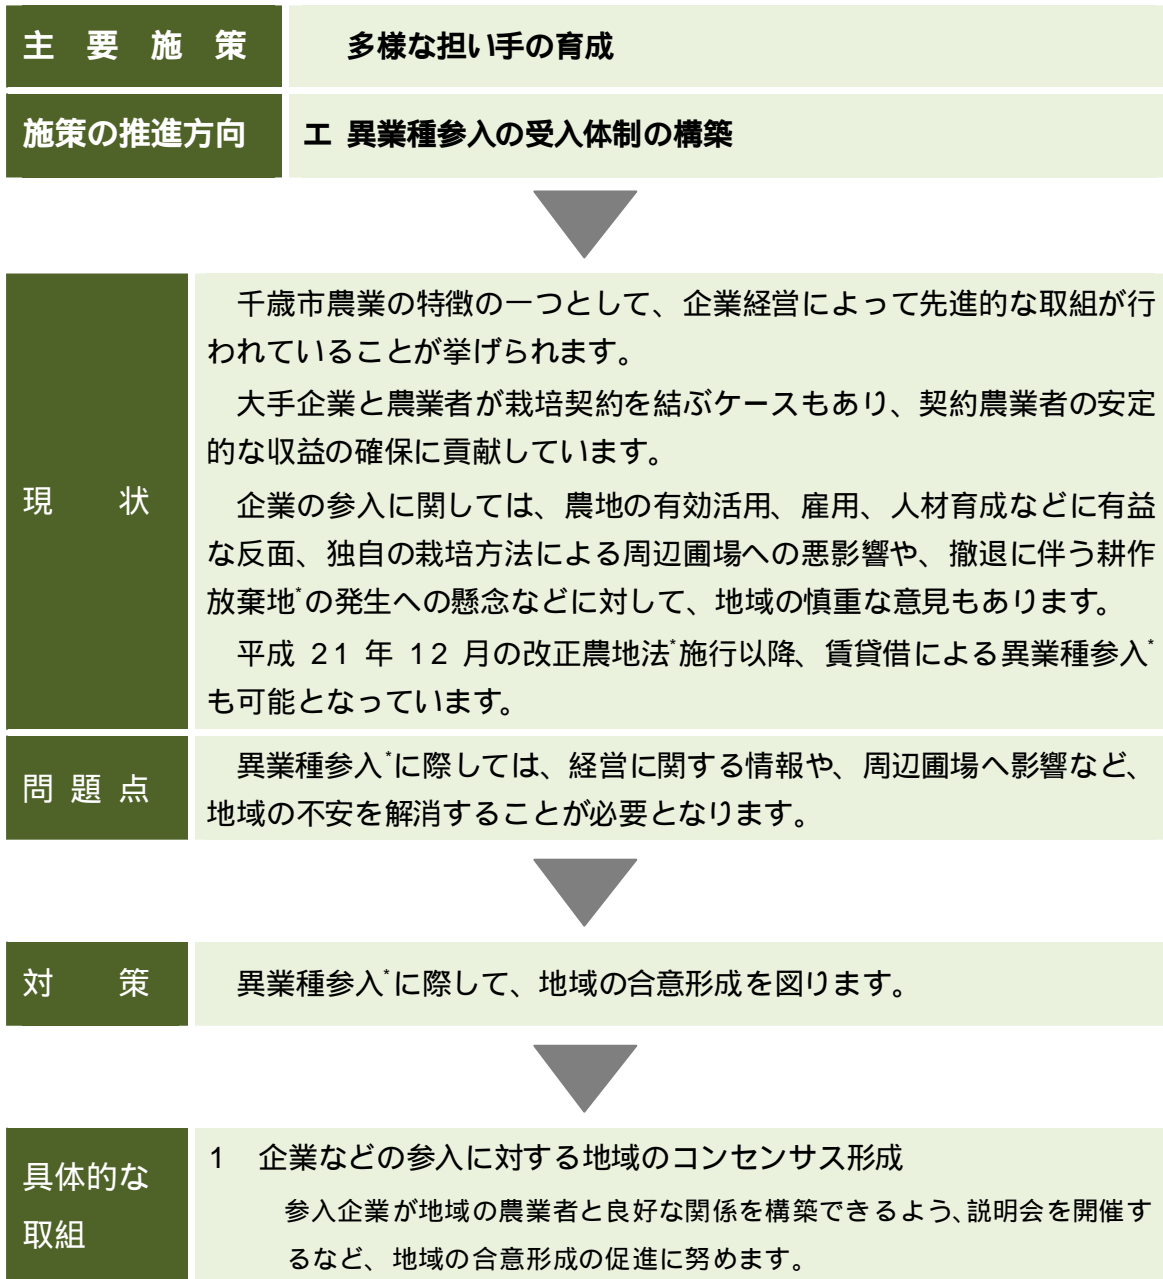 主要施策 多様な担い手の育成
施策の推進方向 エ 異業種参入の受入体制の構築
現状
千歳市農業の特徴の一つとして、企業経営によって先進的な取組が行
われていることが挙げられます。
大手企業と農業者が栽培契約を結ぶケースもあり、契約農業者の安定
的な収益の確保に貢献しています。
企業の参入に関しては、農地の有効活用、雇用、人材育成などに有益
な反面、独自の栽培方法による周辺圃場への悪影響や、撤退に伴う耕作
放棄地*の発生への懸念などに対して、地域の慎重な意見もあります。
平成 21 年 12 月の改正農地法*施行以降、賃貸借による異業種参入*
も可能となっています。
問題点
異業種参入*に際しては、経営に関する情報や、周辺圃場へ影響など、
地域の不安を解消することが必要となります。
対策
異業種参入*に際して、地域の合意形成を図ります。
具体的な
取組
1 企業などの参入に対する地域のコンセンサス形成
参入企業が地域の農業者と良好な関係を構築できるよう、説明会を開催す
るなど、地域の合意形成の促進に努めます。